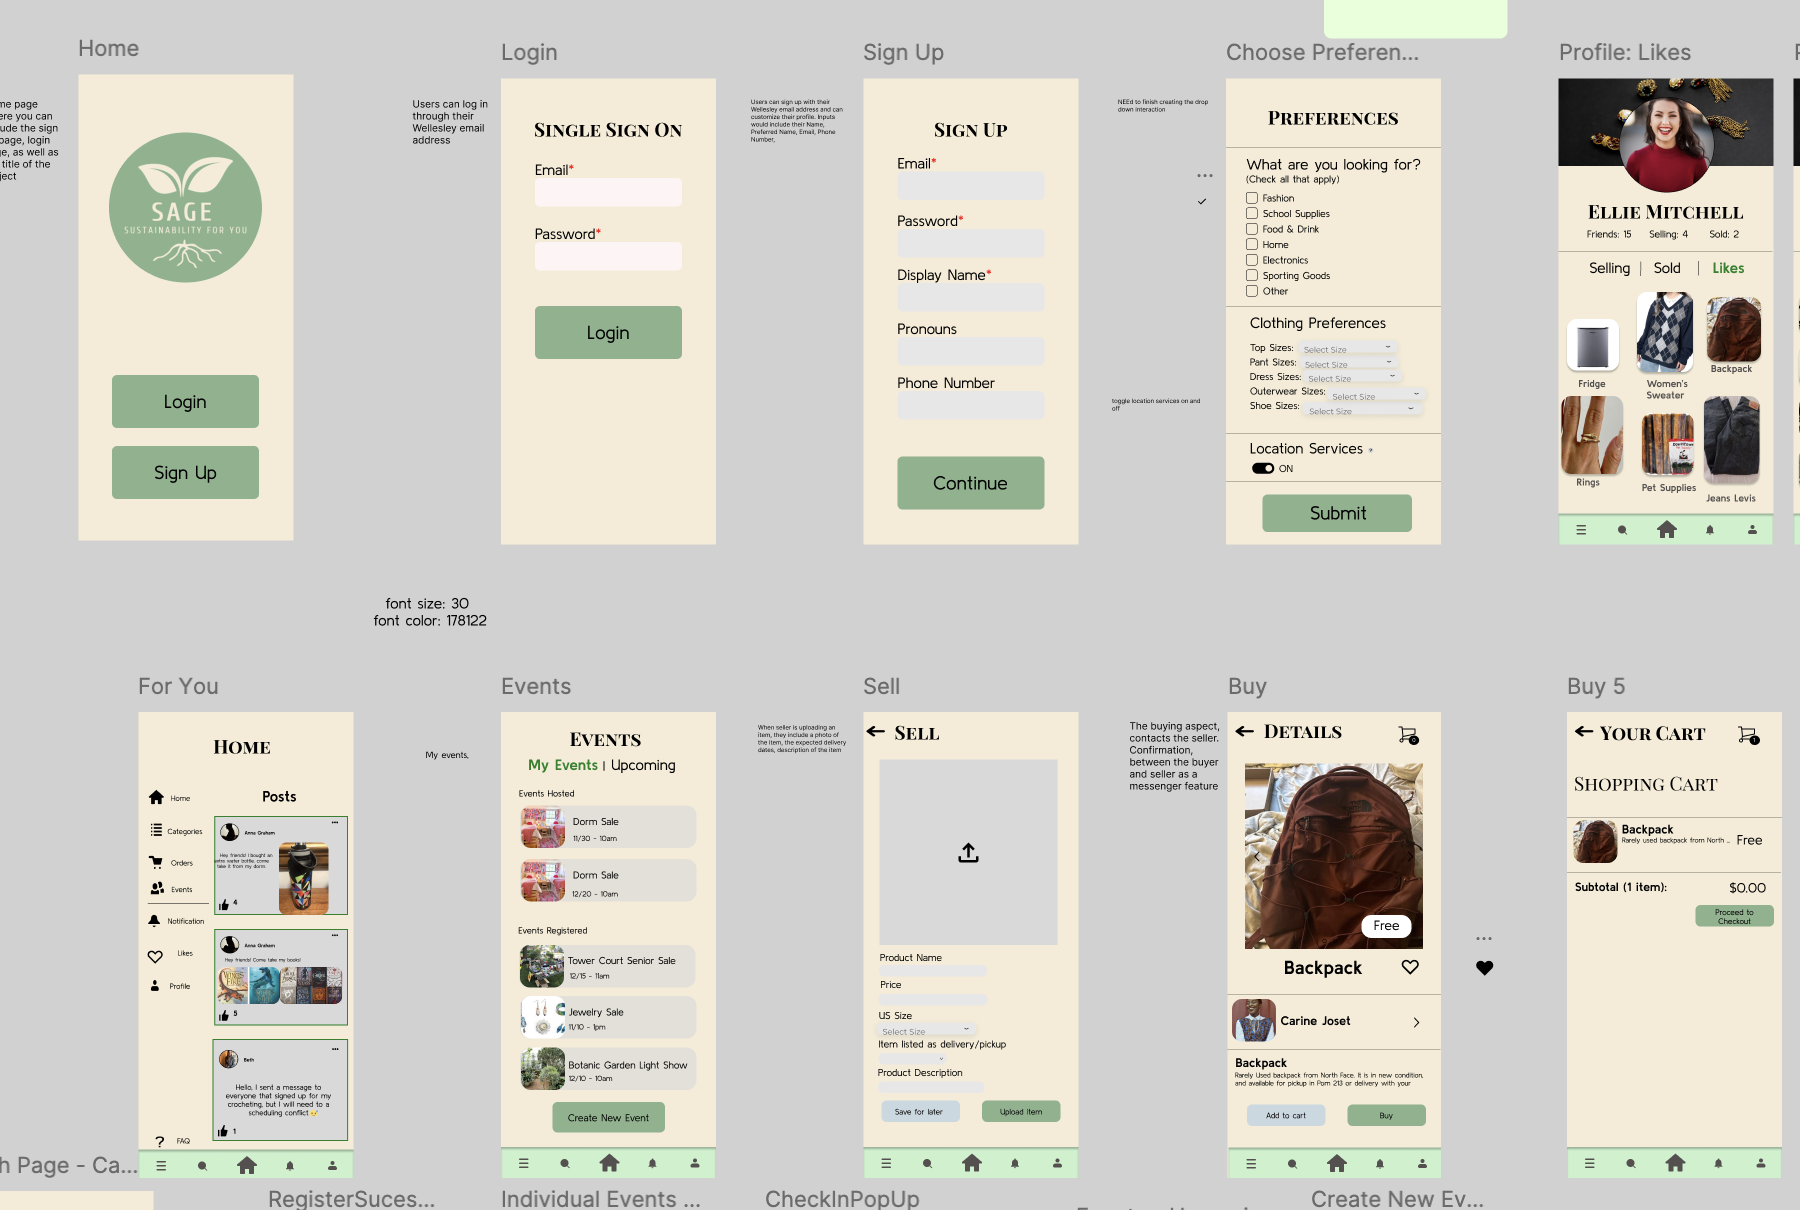 Home
me page
ere you can
ude the sign
page, login
ge, as well as
title of the
ject
SAGE
SUSTAINABILITY FOR YOU
Login
Sign Up
Login
Users can log in
through their
Wellesley email
address
SINGLE SIGN ON
Email*
Password*
Login
Sign Up
Users can sign up with their
Wellesley email address and can
customize their profile. Inputs
would include their Name,
Preferred Name, Email, Phone
Number,
SIGN UP
Email*
Password*
Display Name*
Pronouns
Phone Number
Continue
Choose Preferen...
NEEd to finish creating the drop
down interaction
toggle location services on and
off
PREFERENCES
What are you looking for?
(Check all that apply)
Fashion
School Supplies
Food & Drink
Home
Electronics
Sporting Goods
Other
Clothing Preferences
Top Sizes: Select Size
Pant Sizes: Select Size
Dress Sizes: Select Size
Outerwear Sizes: Select Size
Shoe Sizes: Select Size
Location Services
ON
Submit
Profile: Likes
ELLIE MITCHELL
Friends: 15 Selling: 4 Sold: 2
Selling | Sold | Likes
Fridge
Women's
Sweater
Backpack
Rings
Pet Supplies
Jeans Levis
font size: 30
font color: 178122
For You
HOME
Home
Categories
Orders
Events
Notification
Likes
Profile
FAQ
Posts
Anna Graham
Hey friends! I bought an
extra water bottle, come
take it from my dorm
4
Anna Graham
Hey friends! Come take my books!
5
Beth
Hello, I sent a message to
everyone that signed up for my
crocheting, but I will need to a
scheduling conflict😥
1
Events
My events,
EVENTS
My Events | Upcoming
Events Hosted
Dorm Sale
11/30 - 10am
Dorm Sale
12/20 - 10am
Events Registered
Tower Court Senior Sale
12/15 - 11am
Jewelry Sale
11/10 - 1pm
Botanic Garden Light Show
12/10 - 10am
Create New Event
Sell
When seller is uploading an
item, they include a photo of
the item, the expected delivery
dates, description of the item
SELL
Product Name
Price
US Size
Select Size
Item listed as delivery/pickup
Product Description
Save for later
Upload item
Buy
The buying aspect,
contacts the seller.
Confirmation,
between the buyer
and seller as a
messenger feature
DETAILS
0
Free
Backpack
Carine Joset
Backpack
Rarely Used backpack from North Face. It is in new condition,
and available for pickup in Pom 213 or delivery with your
Add to cart
Buy
Buy 5
YOUR CART
1
SHOPPING CART
Backpack
Rarely used backpack from North ...
Free
Subtotal (1 item):
$0.00
Proceed to
Checkout
h Page - Ca...
RegisterSuces...
Individual Events ...
CheckInPopUp
Create New Ev...